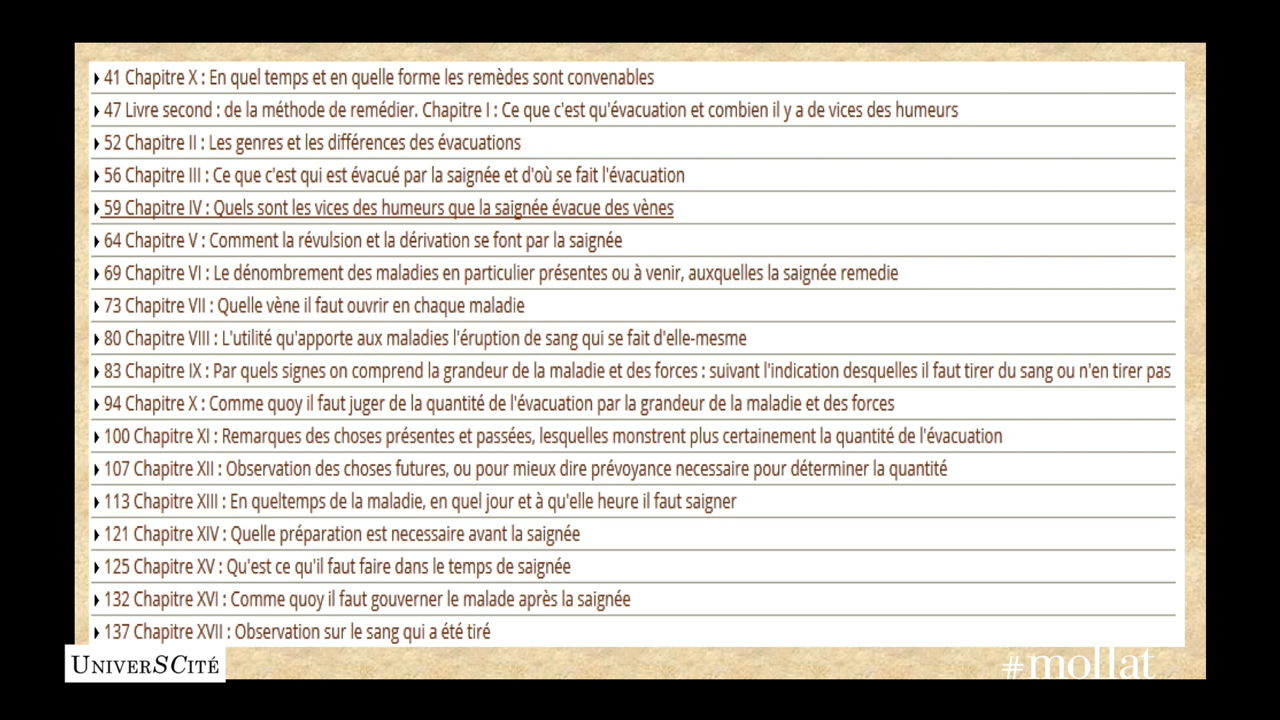 41 Chapitre X : En quel temps et en quelle forme les remèdes sont convenables
47 Livre second : de la méthode de remédier. Chapitre I : Ce que c'est qu'évacuation et combien il y a de vices des humeurs
52 Chapitre II : Les genres et les différences des évacuations
56 Chapitre III : Ce que c'est qui est évacué par la saignée et d'où se fait l'évacuation
59 Chapitre IV : Quels sont les vices des humeurs que la saignée évacue des vènes
64 Chapitre V : Comment la révulsion et la dérivation se font par la saignée
69 Chapitre VI : Le dénombrement des maladies en particulier présentes ou à venir, auxquelles la saignée remedie
73 Chapitre VII : Quelle vène il faut ouvrir en chaque maladie
80 Chapitre VIII : L'utilité qu'apporte aux maladies l'éruption de sang qui se fait d'elle-mesme
83 Chapitre IX : Par quels signes on comprend la grandeur de la maladie et des forces : suivant l'indication desquelles il faut tirer du sang ou n'en tirer pas
94 Chapitre X : Comme quoy il faut juger de la quantité de l'évacuation par la grandeur de la maladie et des forces
100 Chapitre XI : Remarques des choses présentes et passées, lesquelles monstrent plus certainement la quantité de l'évacuation
107 Chapitre XII : Observation des choses futures, ou pour mieux dire prévoyance necessaire pour déterminer la quantité
113 Chapitre XIII : En queltemps de la maladie, en quel jour et à qu'elle heure il faut saigner
121 Chapitre XIV : Quelle préparation est necessaire avant la saignée
125 Chapitre XV : Qu'est ce qu'il faut faire dans le temps de saignée
132 Chapitre XVI : Comme quoy il faut gouverner le malade après la saignée
137 Chapitre XVII : Observation sur le sang qui a été tiré
UNIVERSCITÉ
#mollat